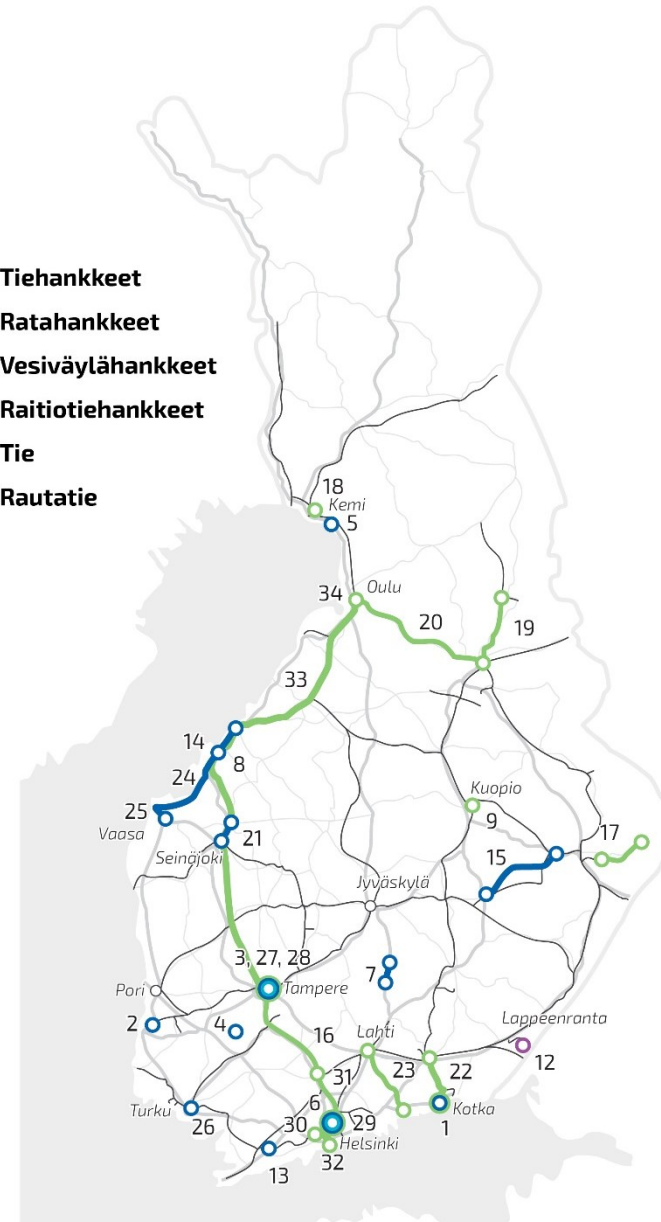 Tiehankkeet
Ratahankkeet
Vesiväylähankkeet
Raitiotiehankkeet
Tie
Rautatie
18
Kemi
5
34
Oulu
20
19
33
14
8
24
25
Vaasa
Kuopio
9
21
Seinäjoki
17
15
Jyväskylä
3, 27, 28
7
Pori
Tampere
2
4
Lappeenranta
16
Lahti
12
23
22
31
6
Turku
26
Kotka
1
30
29
Helsinki
32
13